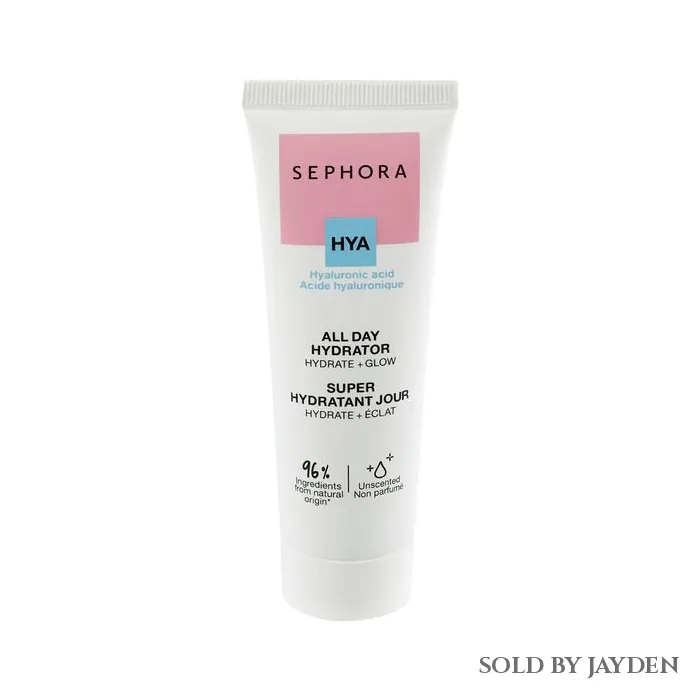 SEPHORA
HYA
Hyaluronic acid
Acide hyaluronique
ALL DAY
HYDRATOR
HYDRATE + GLOW
SUPER
HYDRATANT JOUR
HYDRATE + ÉCLAT
96%
Ingredients
from natural
origin*
Unscented
Non parfumé
SOLD BY JAYDEN